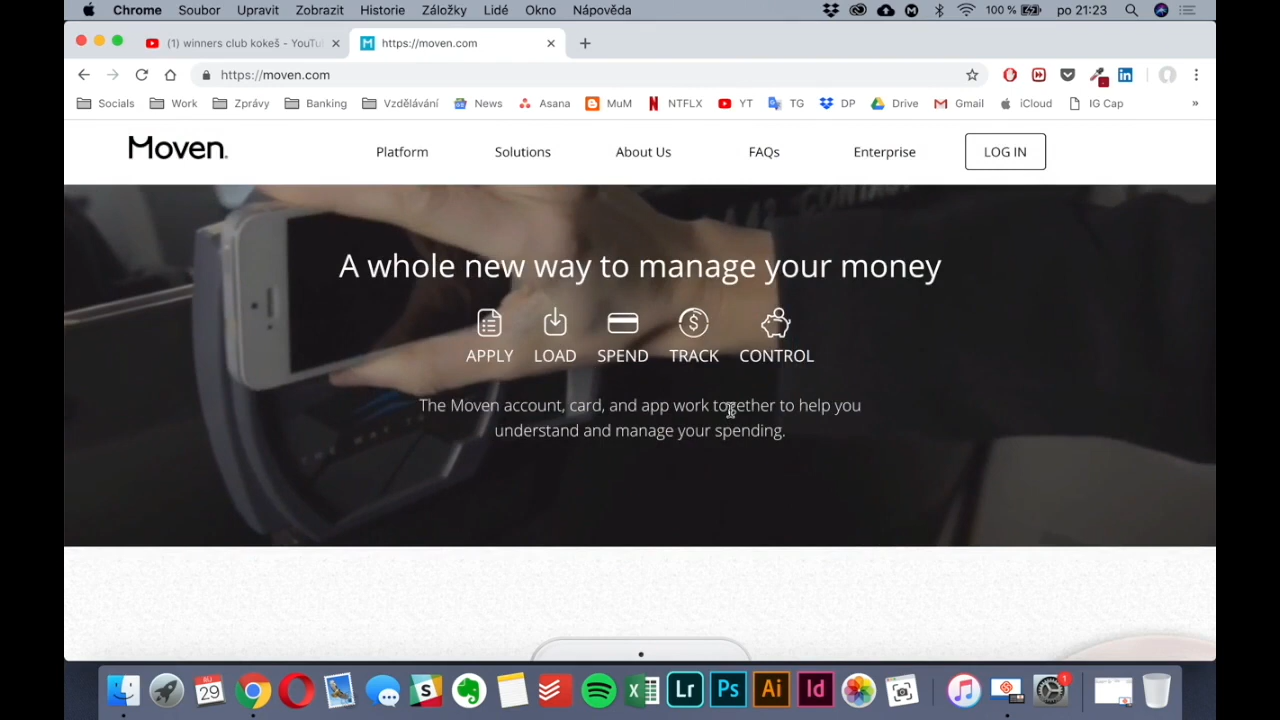 Chrome Soubor Upravit Zobrazit Historie Záložky Lidé Okno Nápověda 100 % po 21:23
(1) winners club kokeš - YouTu
https://moven.com
https://moven.com
Socials Work Zprávy Banking Vzdělávání News Asana MuM NTFLX YT TG DP Drive Gmail iCloud IG Cap »
Moven. Platform Solutions About Us FAQs Enterprise LOG IN
A whole new way to manage your money
APPLY LOAD SPEND TRACK CONTROL
The Moven account, card, and app work together to help you
understand and manage your spending.
29
Lr Ps Ai Id
1